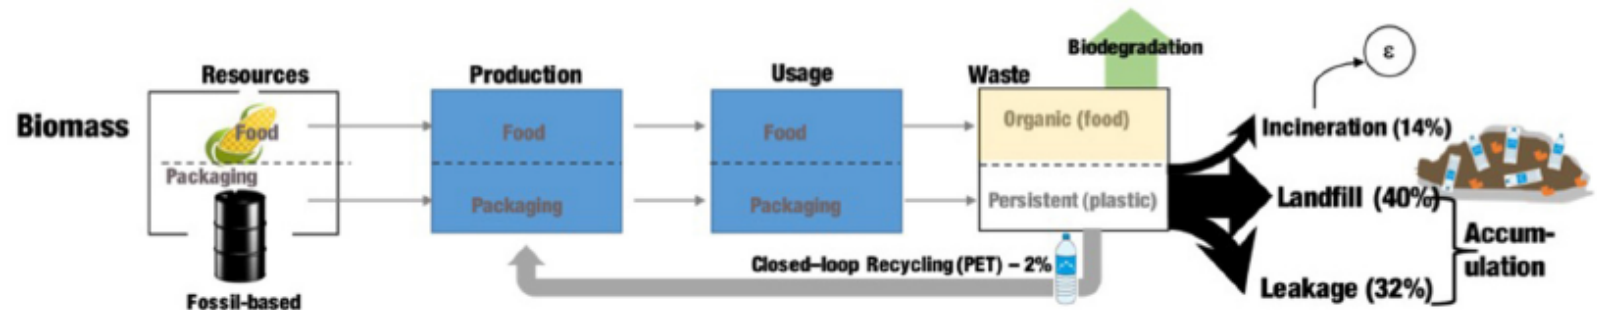 Biomass
Resources
Food
Packaging
Fossil-based
Production
Food
Packaging
Usage
Food
Packaging
Waste
Biodegradation
Organic (food)
Persistent (plastic)
Closed–loop Recycling (PET) – 2%
ε
Incineration (14%)
Landfill (40%)
Leakage (32%)
Accum-
ulation